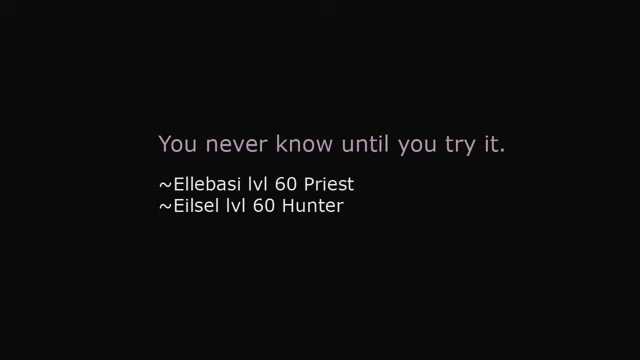 You never know until you try it.
~Ellebasi lvl 60 Priest
~Eilsel lvl 60 Hunter